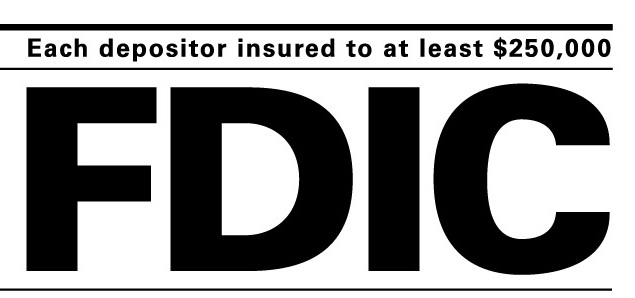 Each depositor insured to at least $250,000
FDIC